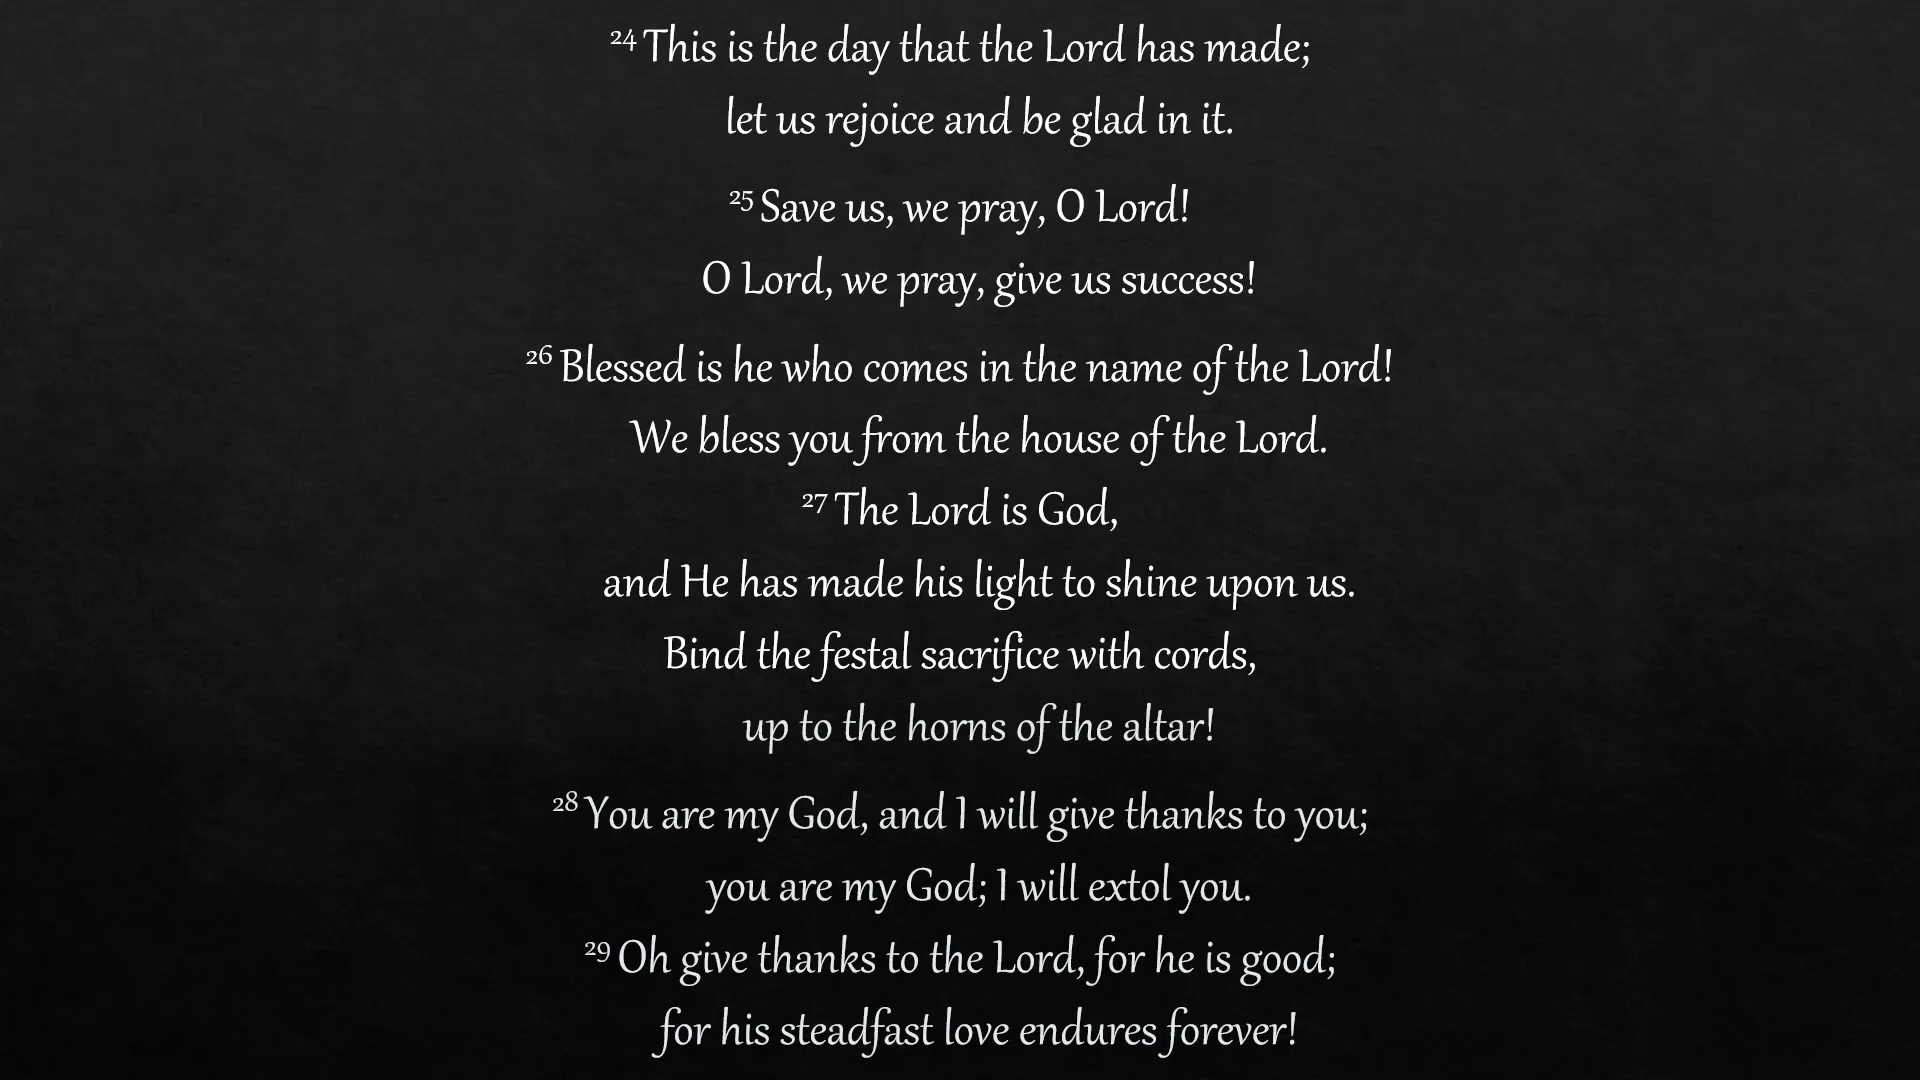 24 This is the day that the Lord has made;
let us rejoice and be glad in it.
25 Save us, we pray, O Lord!
O Lord, we pray, give us success!
26 Blessed is he who comes in the name of the Lord!
We bless you from the house of the Lord.
27 The Lord is God,
and He has made his light to shine upon us.
Bind the festal sacrifice with cords,
up to the horns of the altar!
28 You are my God, and I will give thanks to you;
you are my God; I will extol you.
29 Oh give thanks to the Lord, for he is good;
for his steadfast love endures forever!